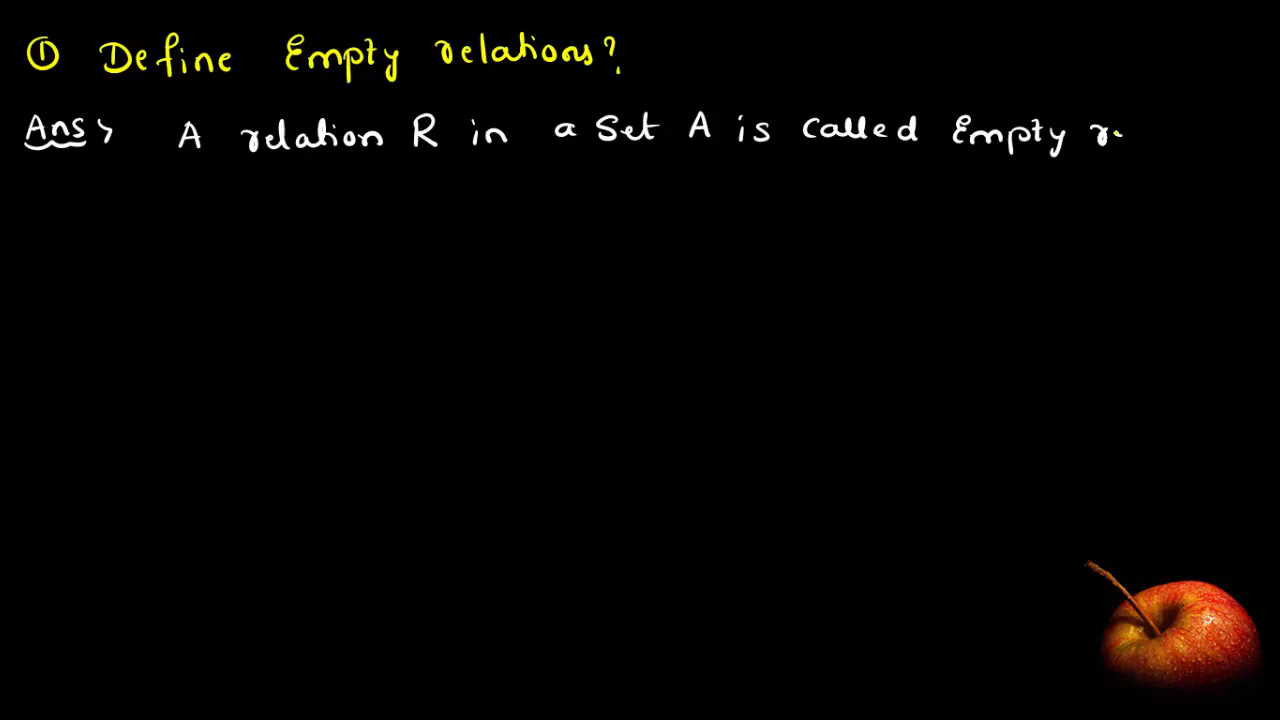 ① Define Empty relations?
Ans> A relation R in a Set A is called Empty r